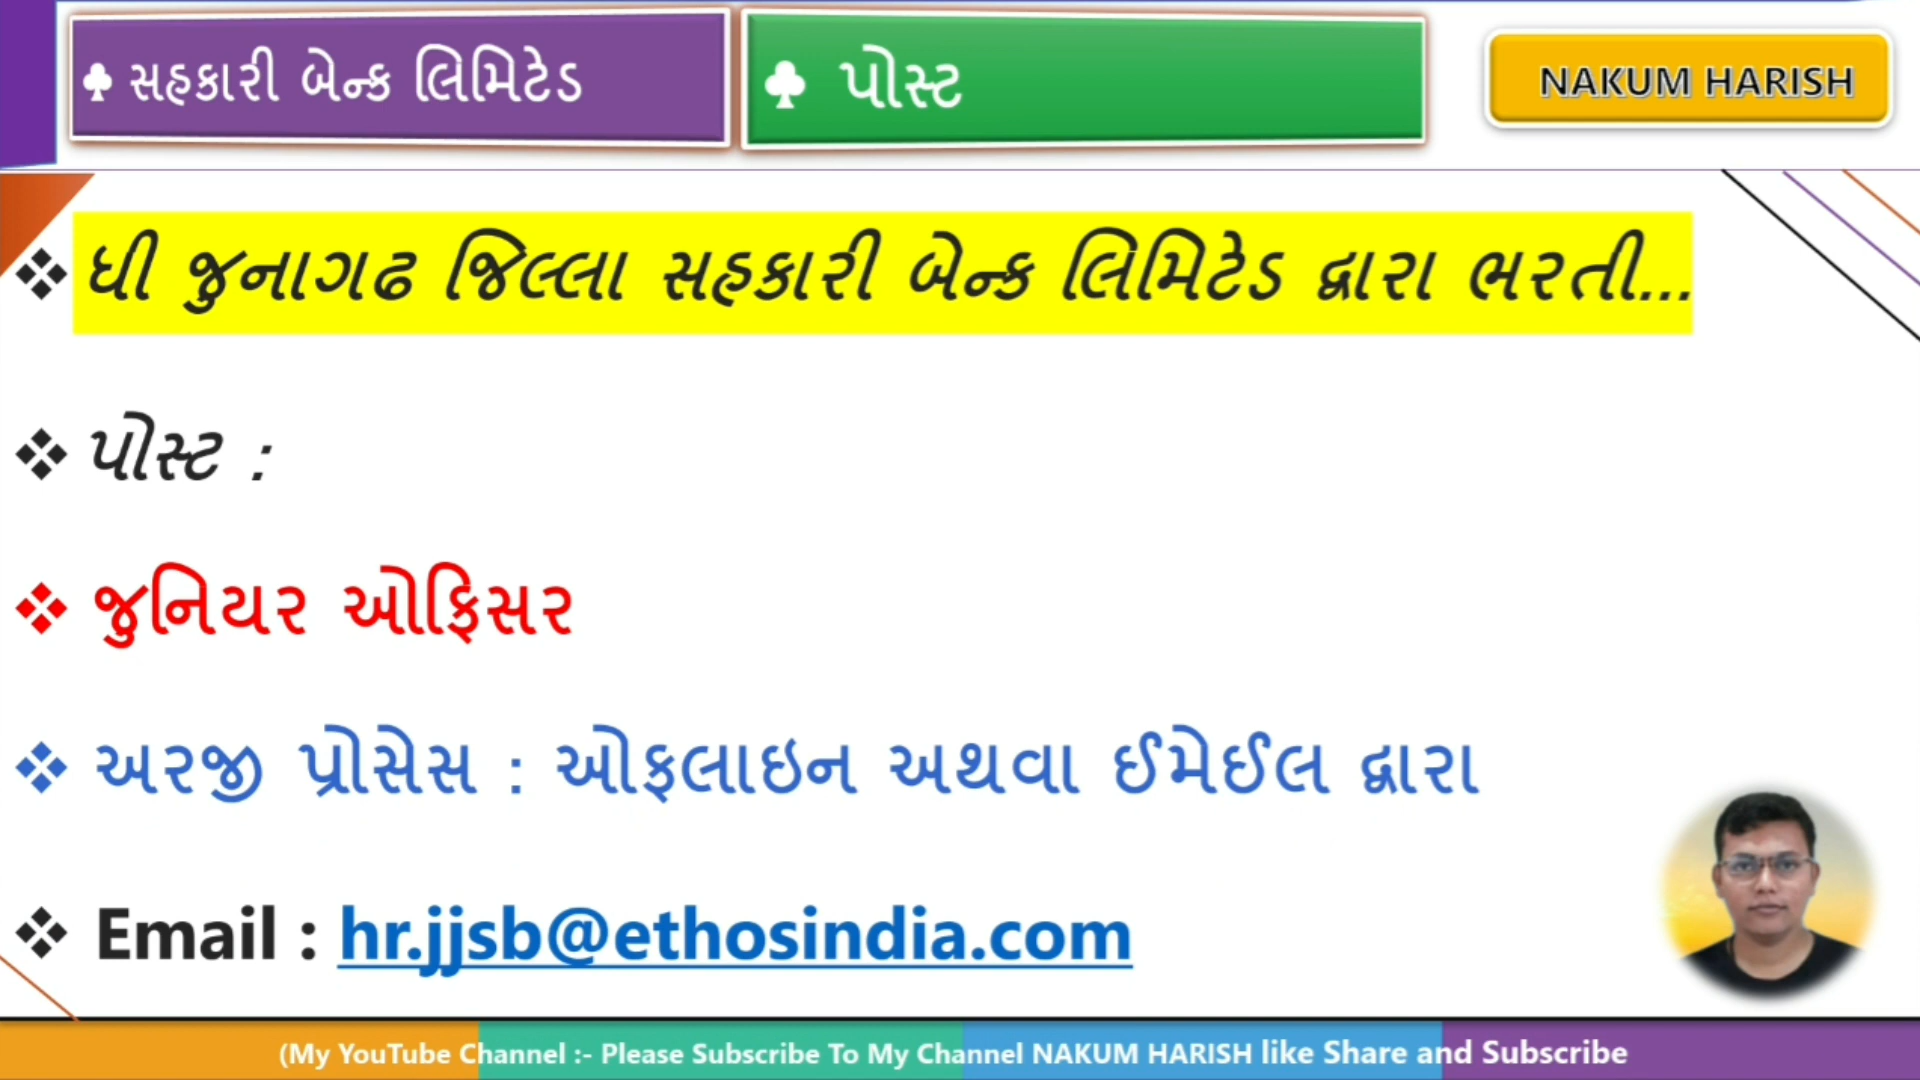 ♣ સહકારી બેન્ક લિમિટેડ
♣ પોસ્ટ
NAKUM HARISH
❖ ધી જુનાગઢ જિલ્લા સહકારી બેન્ક લિમિટેડ દ્વારા ભરતી...
❖ પોસ્ટ :
❖ જુનિયર ઓફિસર
❖ અરજી પ્રોસેસ : ઓફલાઇન અથવા ઈમેઈલ દ્વારા
❖ Email : hr.jjsb@ethosindia.com
(My YouTube Channel :- Please Subscribe To My Channel NAKUM HARISH like Share and Subscribe